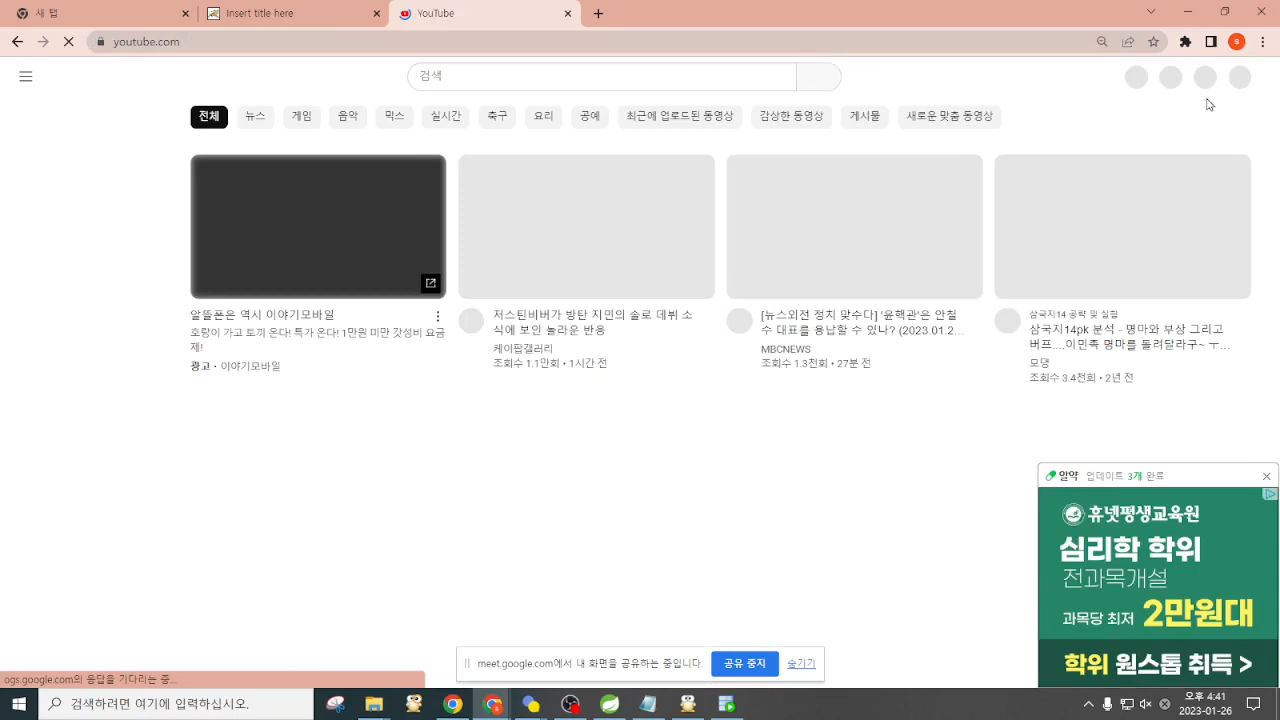 새 탭
Insert title here
YouTube
youtube.com
s
검색
전체
뉴스
게임
음악
믹스
실시간
축구
요리
공예
최근에 업로드된 동영상
감상한 동영상
게시물
새로운 맞춤 동영상
알뜰폰은 역시 이야기모바일
호랑이 가고 토끼 온다! 특가 온다! 1만원 미만 갓성비 요금
제!
광고 · 이야기모바일
저스틴비버가 방탄 지민의 솔로 데뷔 소
식에 보인 놀라운 반응
케이팝갤러리
조회수 1.1만회 • 1시간 전
[뉴스외전 정치 맞수다] '윤핵관'은 안철
수 대표를 용납할 수 있나? (2023.01.2...
MBCNEWS
조회수 1.3천회 • 27분 전
삼국지14 공략 및 실험
삼국지14pk 분석 - 명마와 부상 그리고
버프....이민족 명마를 돌려달라구~ ㅜ...
모댕
조회수 3.4천회 • 2년 전
알약 업데이트 3개 완료
휴넷평생교육원
심리학 학위
전과목개설
과목당 최저 2만원대
학위 원스톱 취득 >
meet.google.com에서 내 화면을 공유하는 중입니다.
공유 중지
숨기기
ogs.google.com의 응답을 기다리는 중...
검색하려면 여기에 입력하십시오.
오후 4:41
2023-01-26